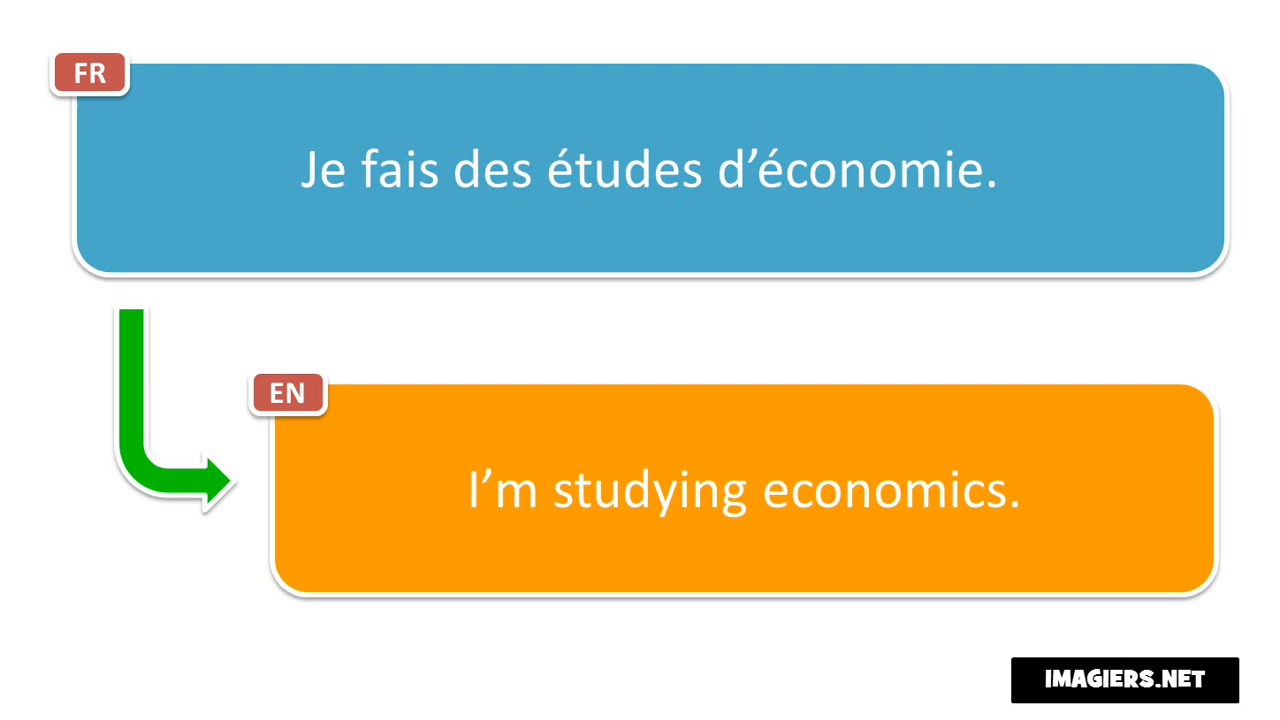 FR
Je fais des études d’économie.
EN
I’m studying economics.
IMAGIERS.NET